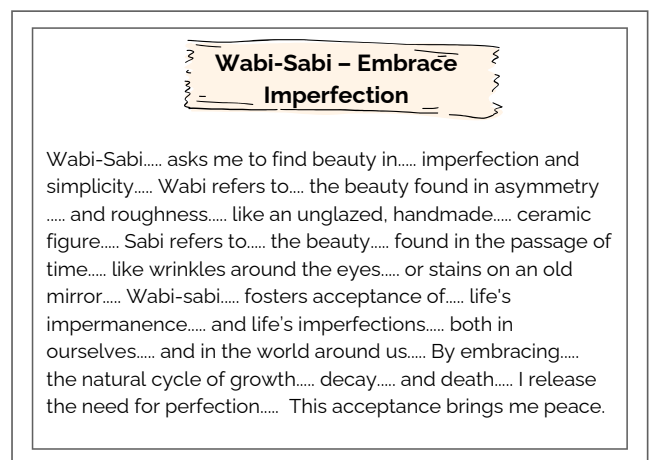 Wabi-Sabi – Embrace
Imperfection
Wabi-Sabi..... asks me to find beauty in..... imperfection and
simplicity..... Wabi refers to.... the beauty found in asymmetry
..... and roughness..... like an unglazed, handmade..... ceramic
figure..... Sabi refers to..... the beauty..... found in the passage of
time..... like wrinkles around the eyes..... or stains on an old
mirror..... Wabi-sabi..... fosters acceptance of..... life's
impermanence..... and life’s imperfections..... both in
ourselves..... and in the world around us..... By embracing.....
the natural cycle of growth..... decay..... and death..... I release
the need for perfection.....  This acceptance brings me peace.